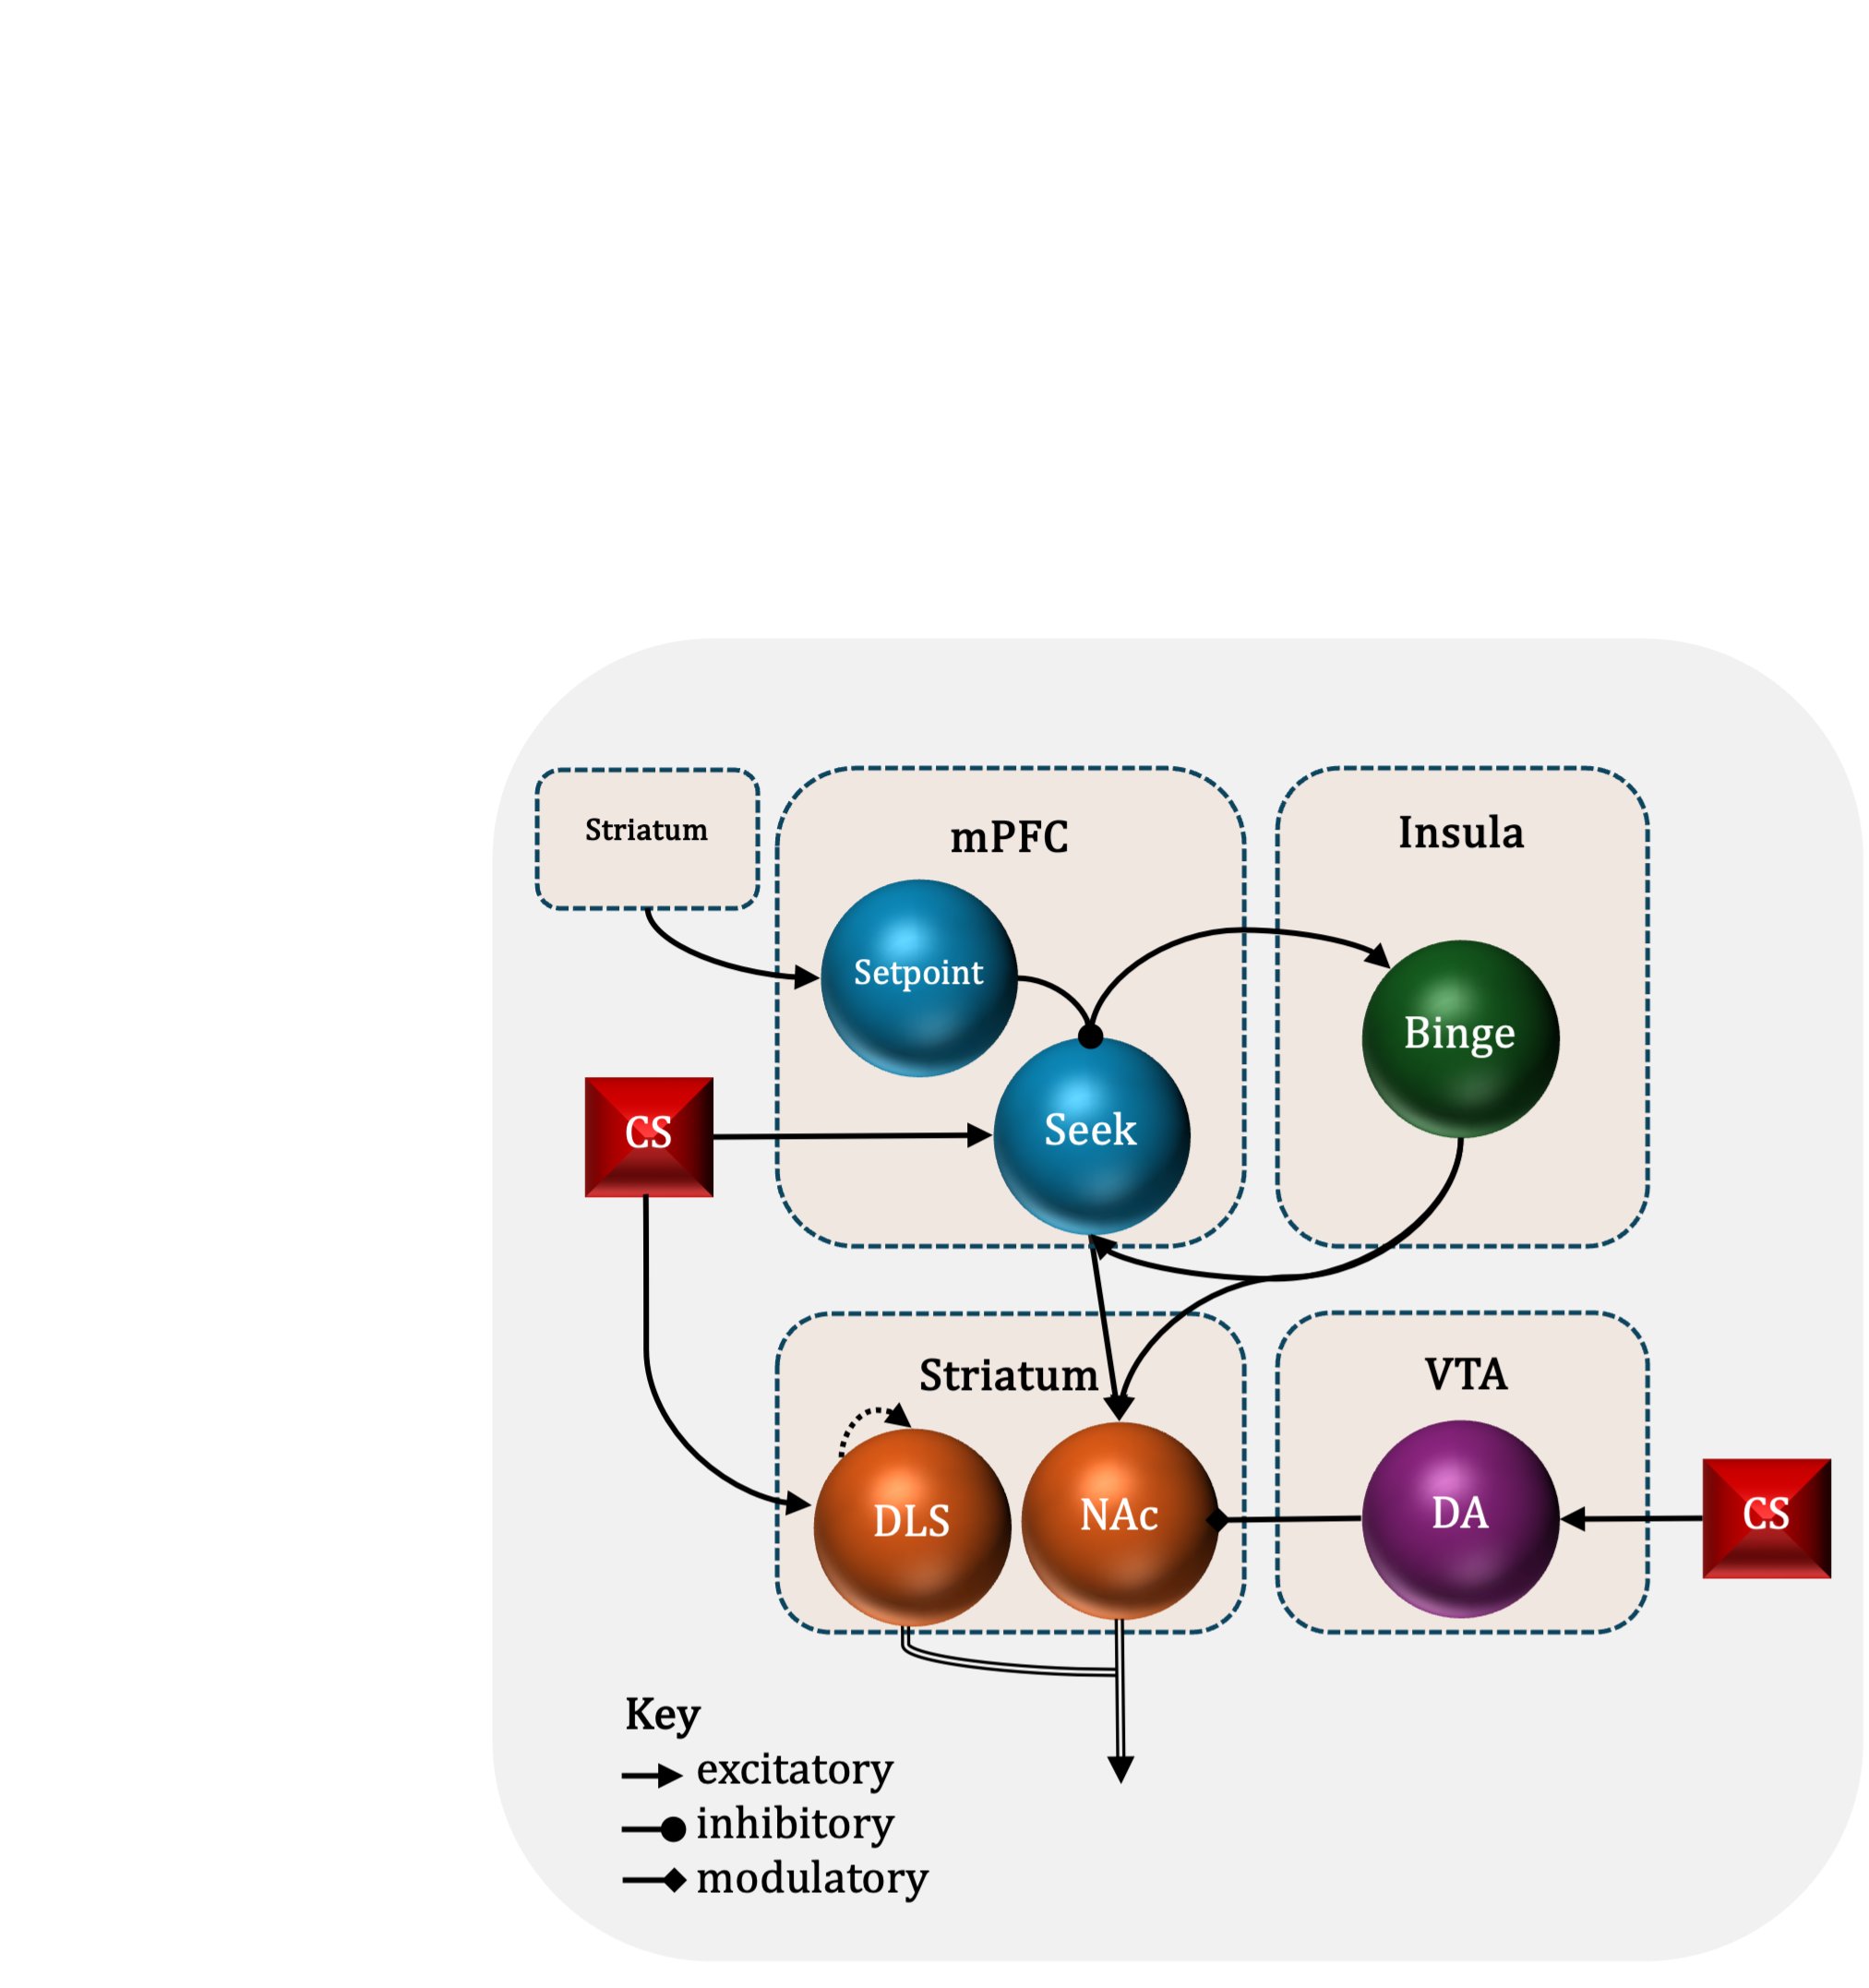 Striatum
mPFC
Insula
Setpoint
Binge
CS
Seek
Striatum
VTA
DLS
NAc
DA
CS
Key
excitatory
inhibitory
modulatory